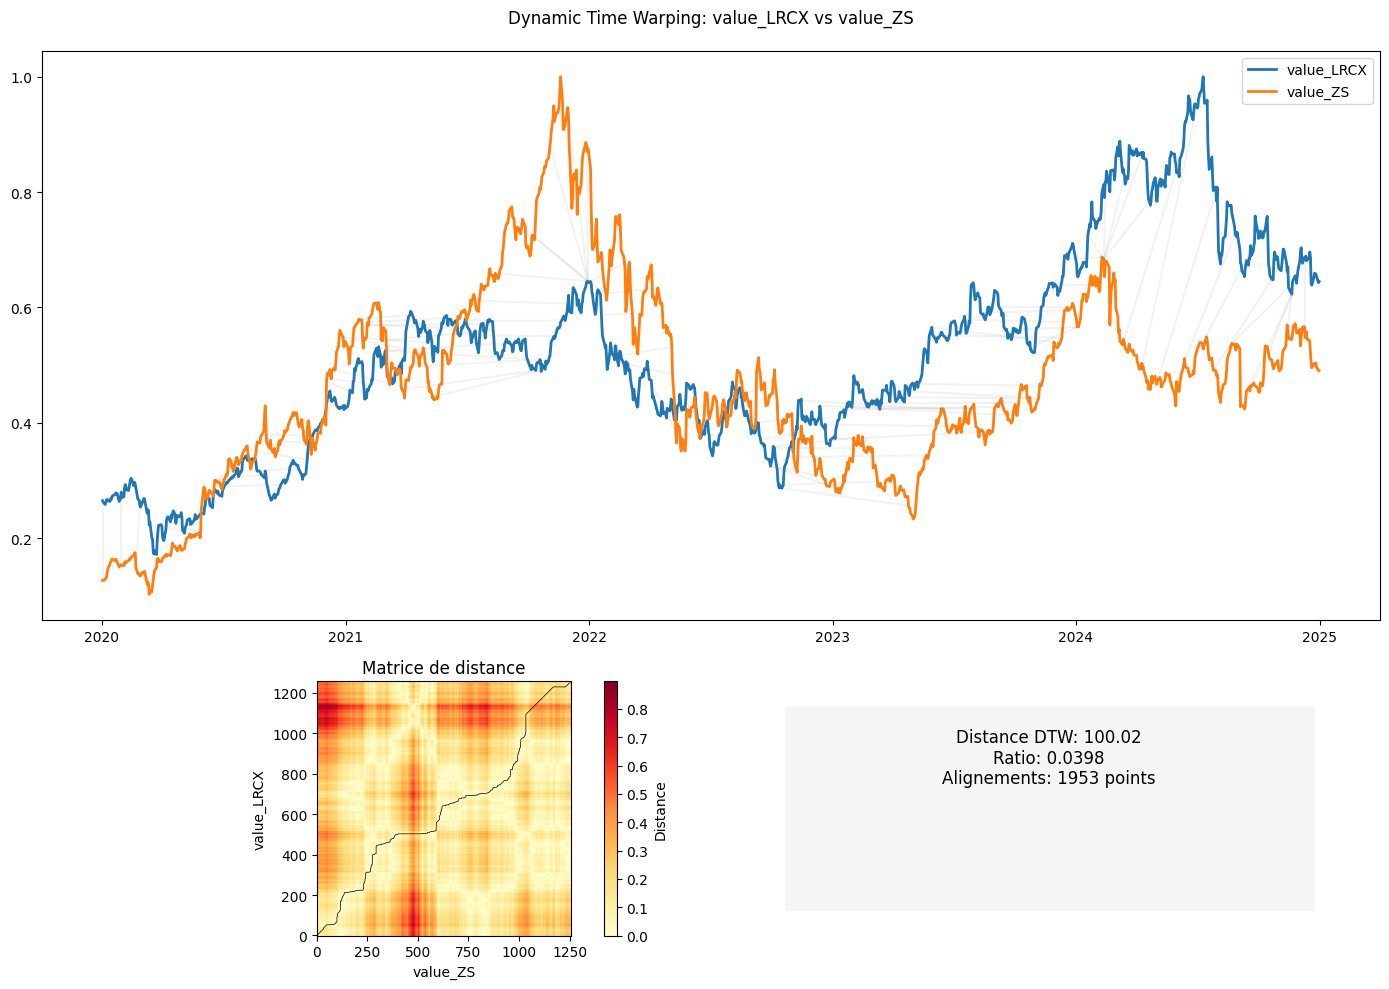 Dynamic Time Warping: value_LRCX vs value_ZS
1.0
0.8
0.6
0.4
0.2
value_LRCX
value_ZS
2020 2021 2022 2023 2024 2025
Matrice de distance
1200
1000
800
600
400
200
0
value_LRCX
0 250 500 750 1000 1250
value_ZS
0.8
0.7
0.6
0.5
0.4
0.3
0.2
0.1
0.0
Distance
Distance DTW: 100.02
Ratio: 0.0398
Alignements: 1953 points